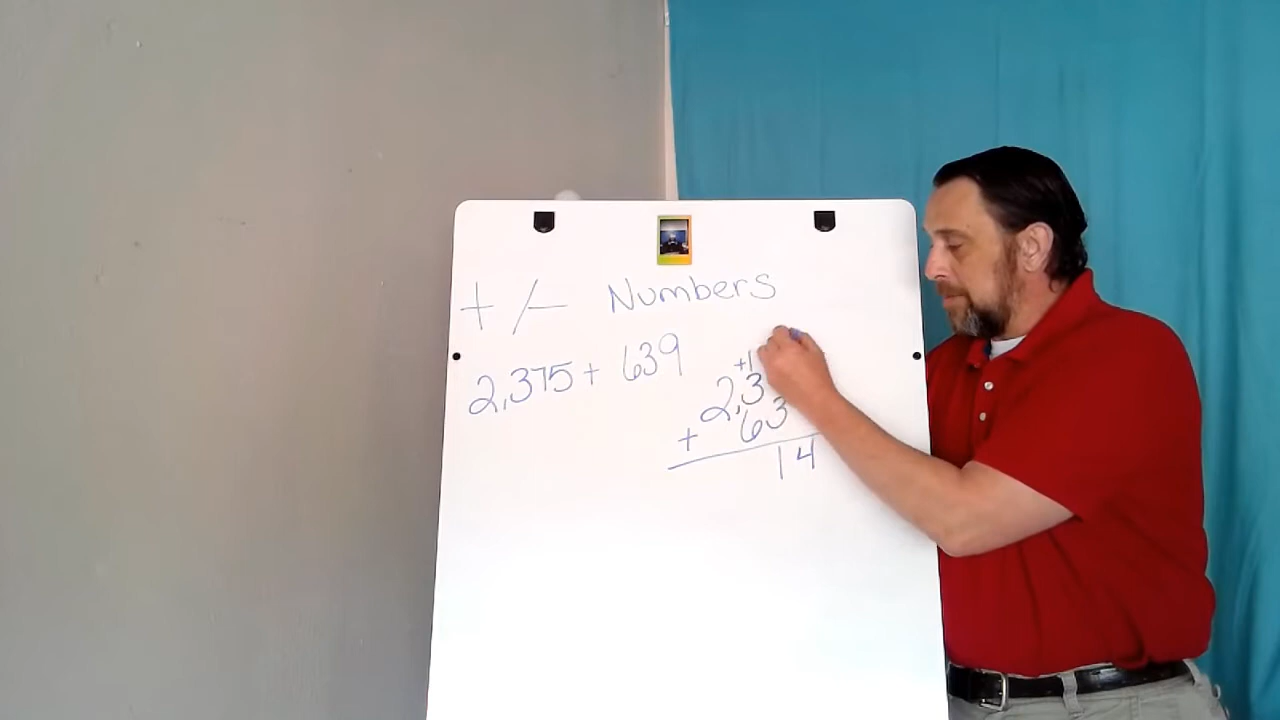 +/- Numbers
2,375 + 639
+1
2,3
+ 63
14